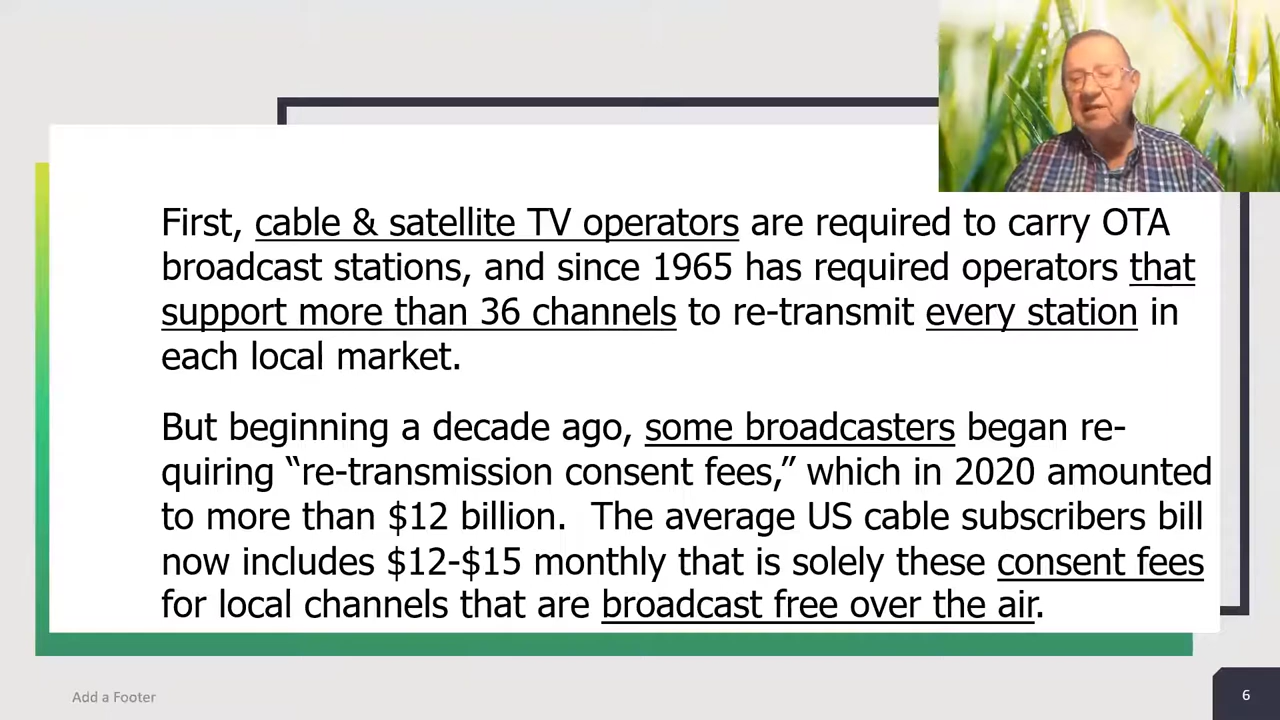 First, cable & satellite TV operators are required to carry OTA
broadcast stations, and since 1965 has required operators that
support more than 36 channels to re-transmit every station in
each local market.
But beginning a decade ago, some broadcasters began re-
quiring “re-transmission consent fees,” which in 2020 amounted
to more than $12 billion.  The average US cable subscribers bill
now includes $12-$15 monthly that is solely these consent fees
for local channels that are broadcast free over the air.
Add a Footer
6